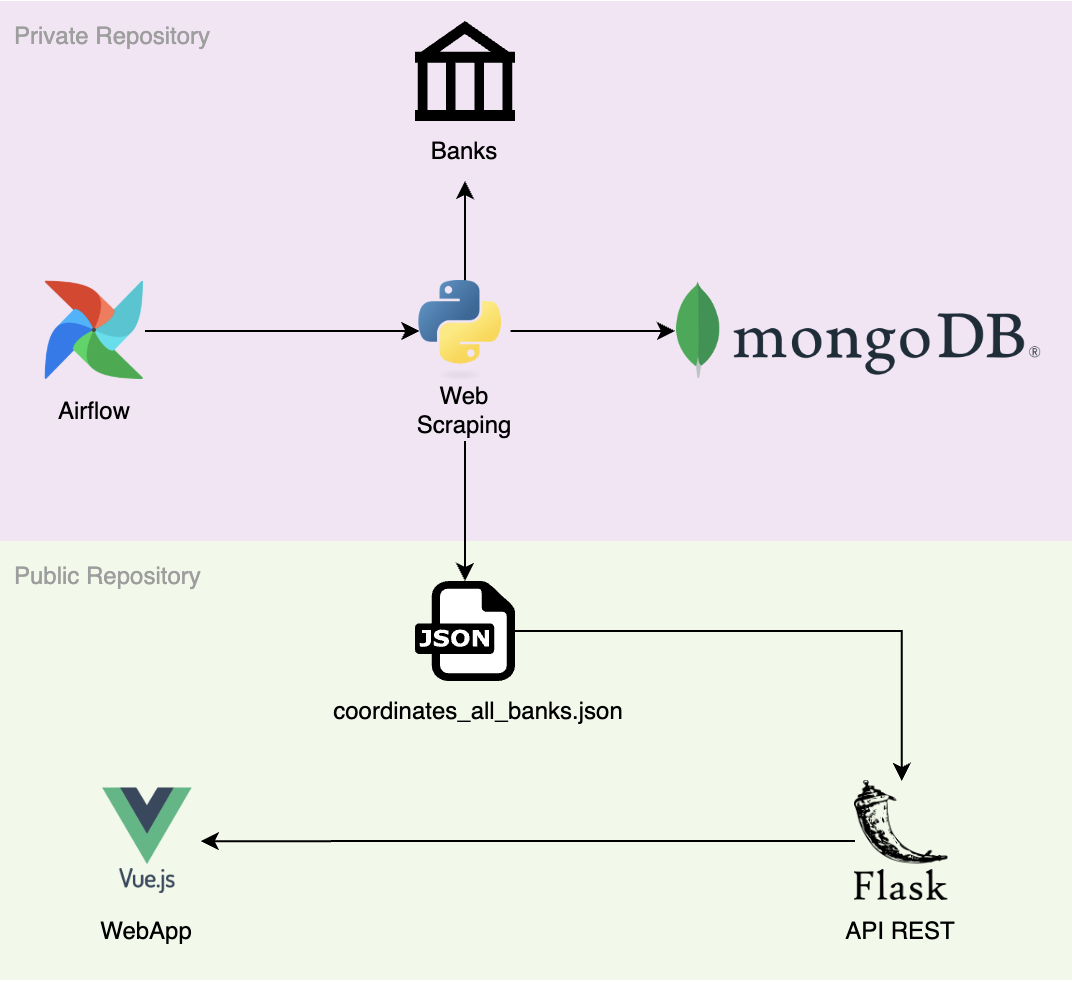 Private Repository
Banks
Airflow
Web
Scraping
mongoDB®
Public Repository
JSON
coordinates_all_banks.json
Vue.js
WebApp
Flask
API REST